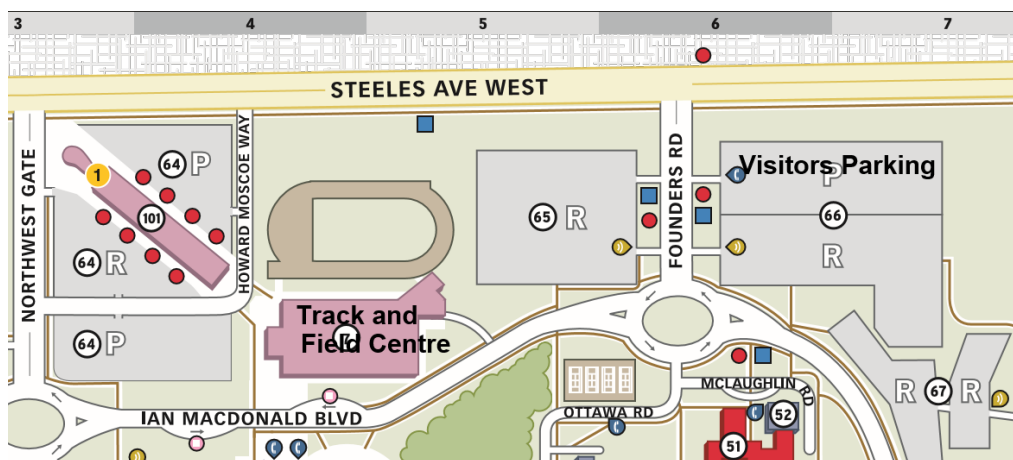 3 4 5 6 7
STEELES AVE WEST
NORTHWEST GATE
HOWARD MOSCOE WAY
FOUNDERS RD
1
64 P
101
64 R
64 P
65 R
Visitors Parking
P
66
R
Track and
Field Centre
IAN MACDONALD BLVD
OTTAWA RD
MCLAUGHLIN RD
52
51
R 67 R